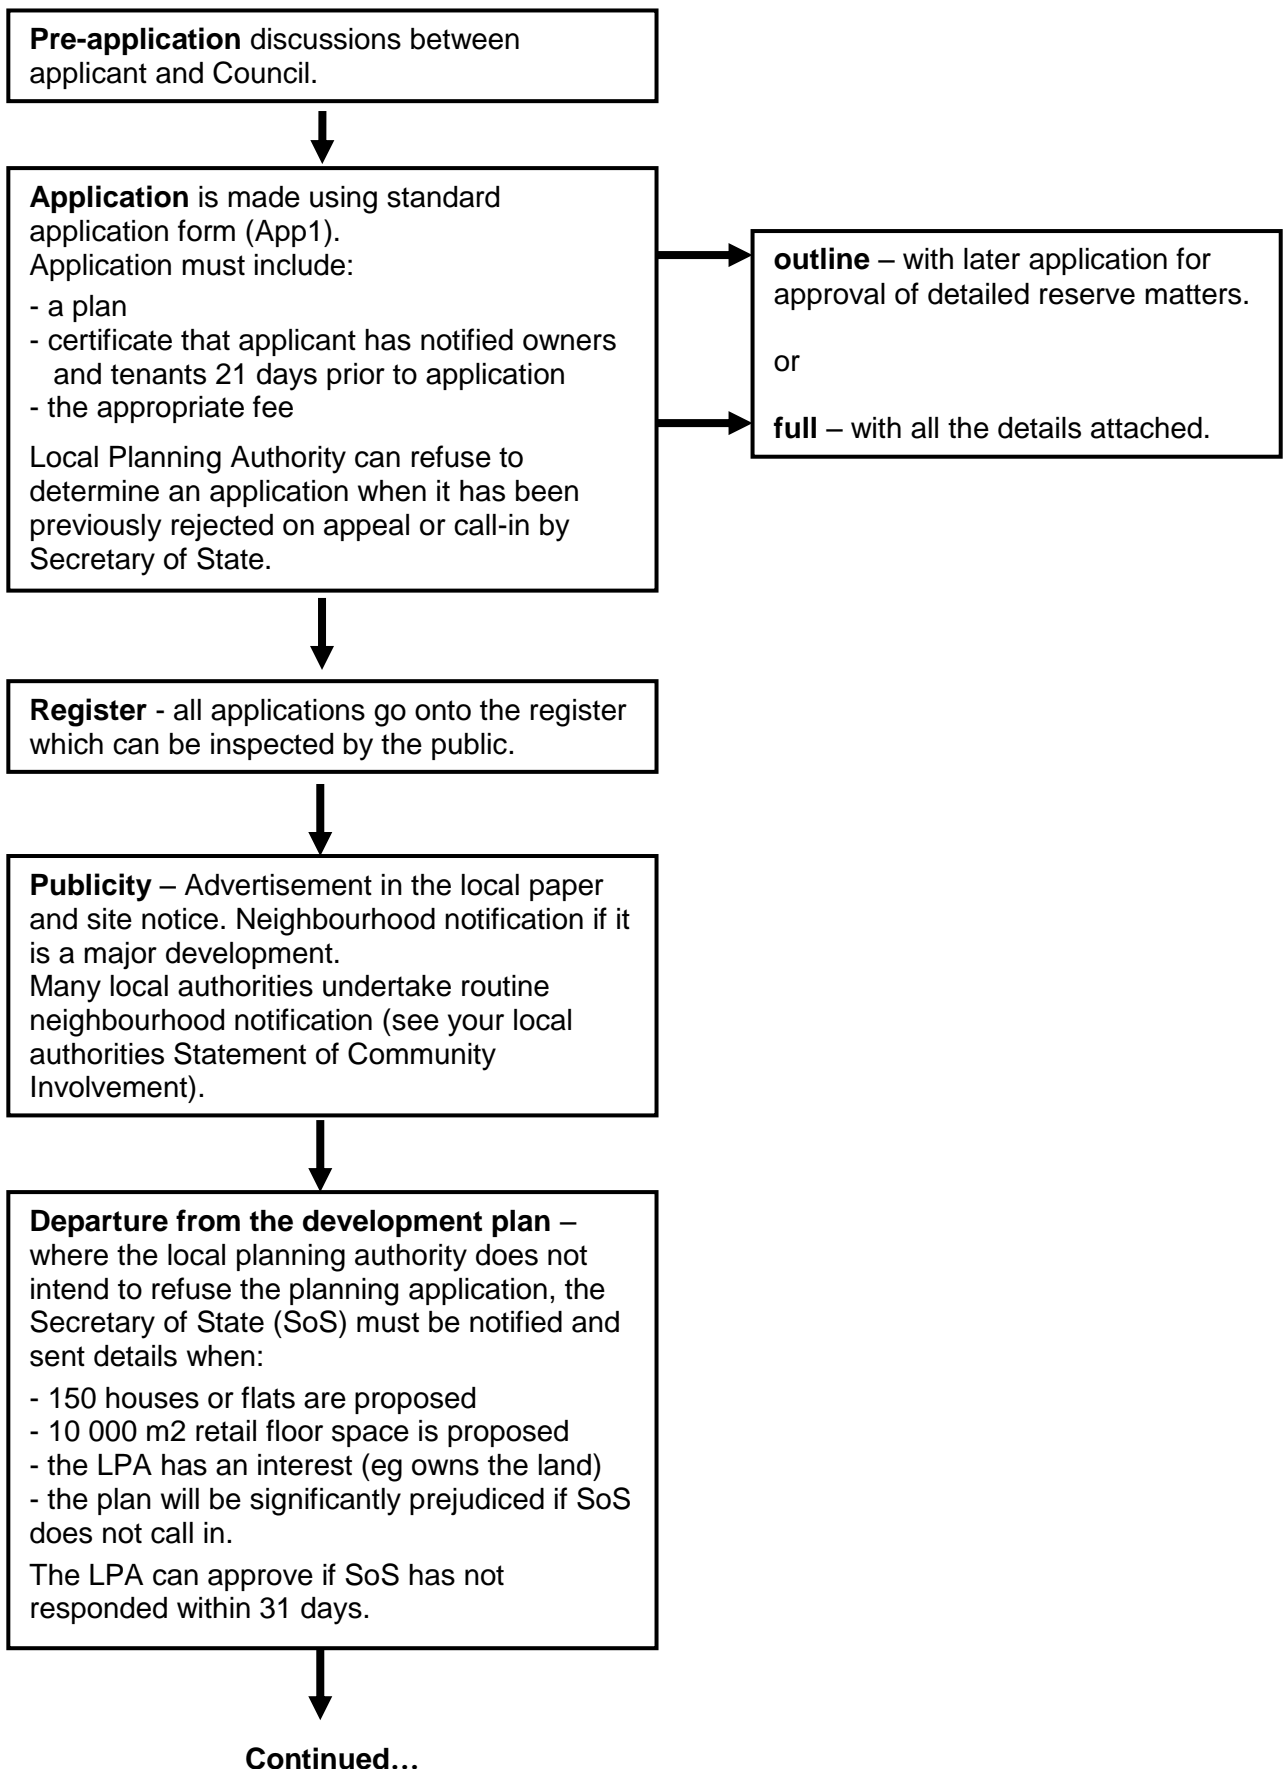 Pre-application discussions between
applicant and Council.
Application is made using standard
application form (App1).
Application must include:
- a plan
- certificate that applicant has notified owners
and tenants 21 days prior to application
- the appropriate fee
Local Planning Authority can refuse to
determine an application when it has been
previously rejected on appeal or call-in by
Secretary of State.
outline – with later application for
approval of detailed reserve matters.
or
full – with all the details attached.
Register - all applications go onto the register
which can be inspected by the public.
Publicity – Advertisement in the local paper
and site notice. Neighbourhood notification if it
is a major development.
Many local authorities undertake routine
neighbourhood notification (see your local
authorities Statement of Community
Involvement).
Departure from the development plan –
where the local planning authority does not
intend to refuse the planning application, the
Secretary of State (SoS) must be notified and
sent details when:
- 150 houses or flats are proposed
- 10 000 m2 retail floor space is proposed
- the LPA has an interest (eg owns the land)
- the plan will be significantly prejudiced if SoS
does not call in.
The LPA can approve if SoS has not
responded within 31 days.
Continued…